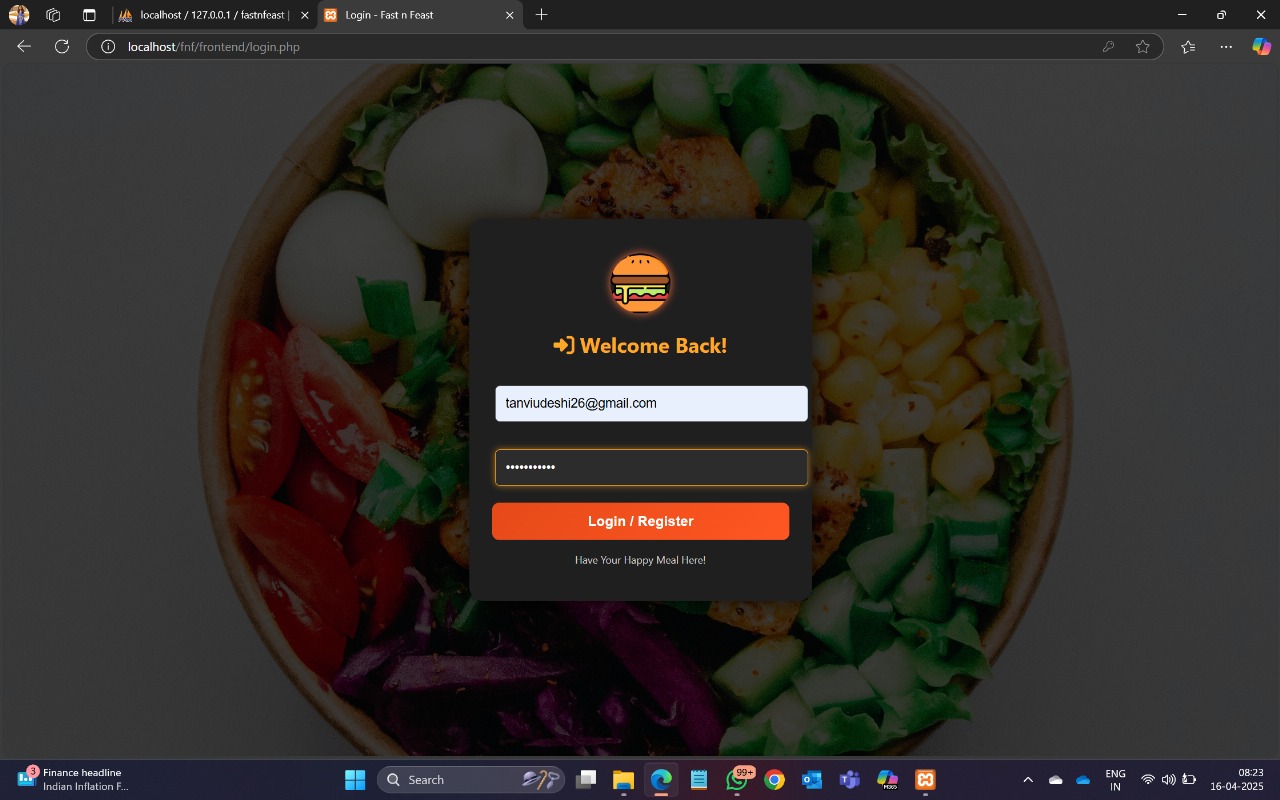 localhost / 127.0.0.1 / fastnfeast |
Login - Fast n Feast
localhost/fnf/frontend/login.php
Welcome Back!
tanviudeshi26@gmail.com
•••••••••••
Login / Register
Have Your Happy Meal Here!
3
Finance headline
Indian Inflation F...
Search
99+
M365
ENG
IN
08:23
16-04-2025